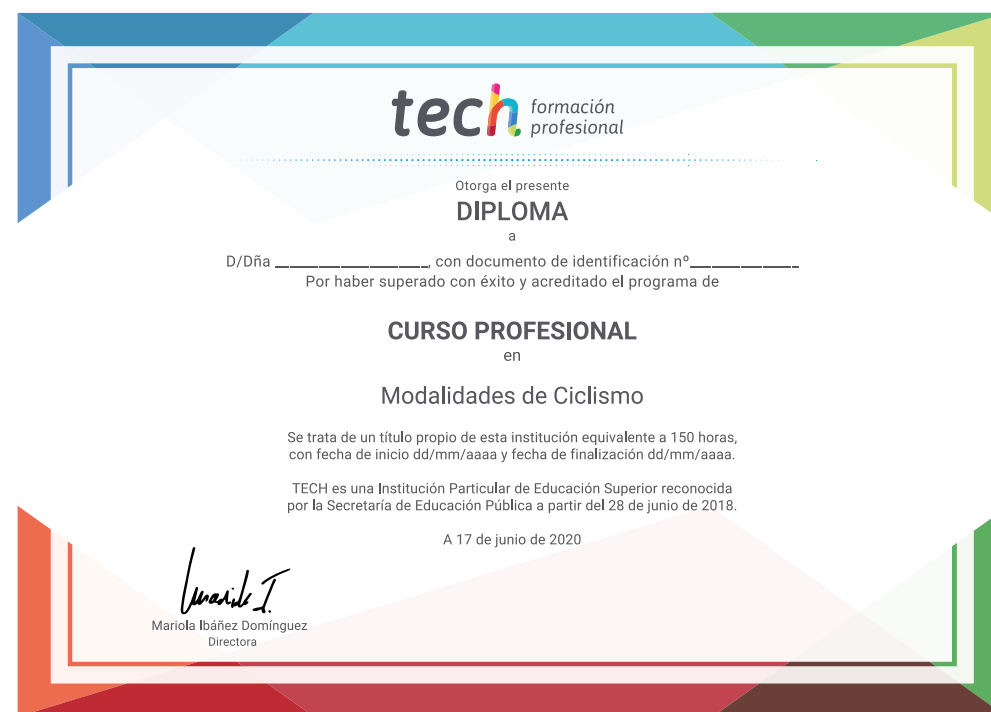 tech formación
profesional
Otorga el presente
DIPLOMA
a
D/Dña ______________________, con documento de identificación nº_______________
Por haber superado con éxito y acreditado el programa de
CURSO PROFESIONAL
en
Modalidades de Ciclismo
Se trata de un título propio de esta institución equivalente a 150 horas,
con fecha de inicio dd/mm/aaaa y fecha de finalización dd/mm/aaaa.
TECH es una Institución Particular de Educación Superior reconocida
por la Secretaría de Educación Pública a partir del 28 de junio de 2018.
A 17 de junio de 2020
Mariola Ibáñez Domínguez
Directora